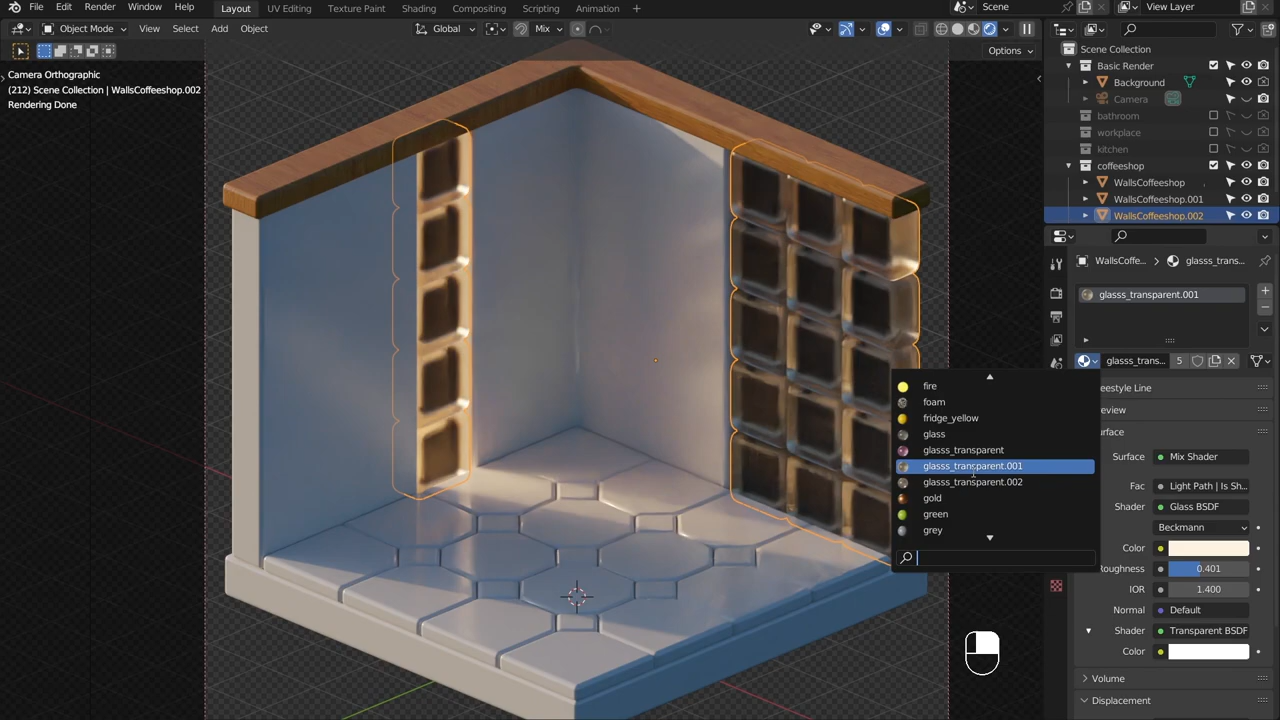 File Edit Render Window Help
Layout UV Editing Texture Paint Shading Compositing Scripting Animation +
Scene
View Layer
Object Mode View Select Add Object
Global
Mix
Options
Camera Orthographic
(212) Scene Collection | WallsCoffeeshop.002
Rendering Done
Scene Collection
Basic Render
Background
Camera
bathroom
workplace
kitchen
coffeeshop
WallsCoffeeshop
WallsCoffeeshop.001
WallsCoffeeshop.002
WallsCoffe... > glasss_trans...
glasss_transparent.001
glasss_trans... 5
fire
foam
fridge_yellow
glass
glasss_transparent
glasss_transparent.001
glasss_transparent.002
gold
green
grey
eestyle Line
eview
urface
Surface Mix Shader
Fac Light Path | Is Sh...
Shader Glass BSDF
Beckmann
Color
Roughness 0.401
IOR 1.400
Normal Default
Shader Transparent BSDF
Color
Volume
Displacement